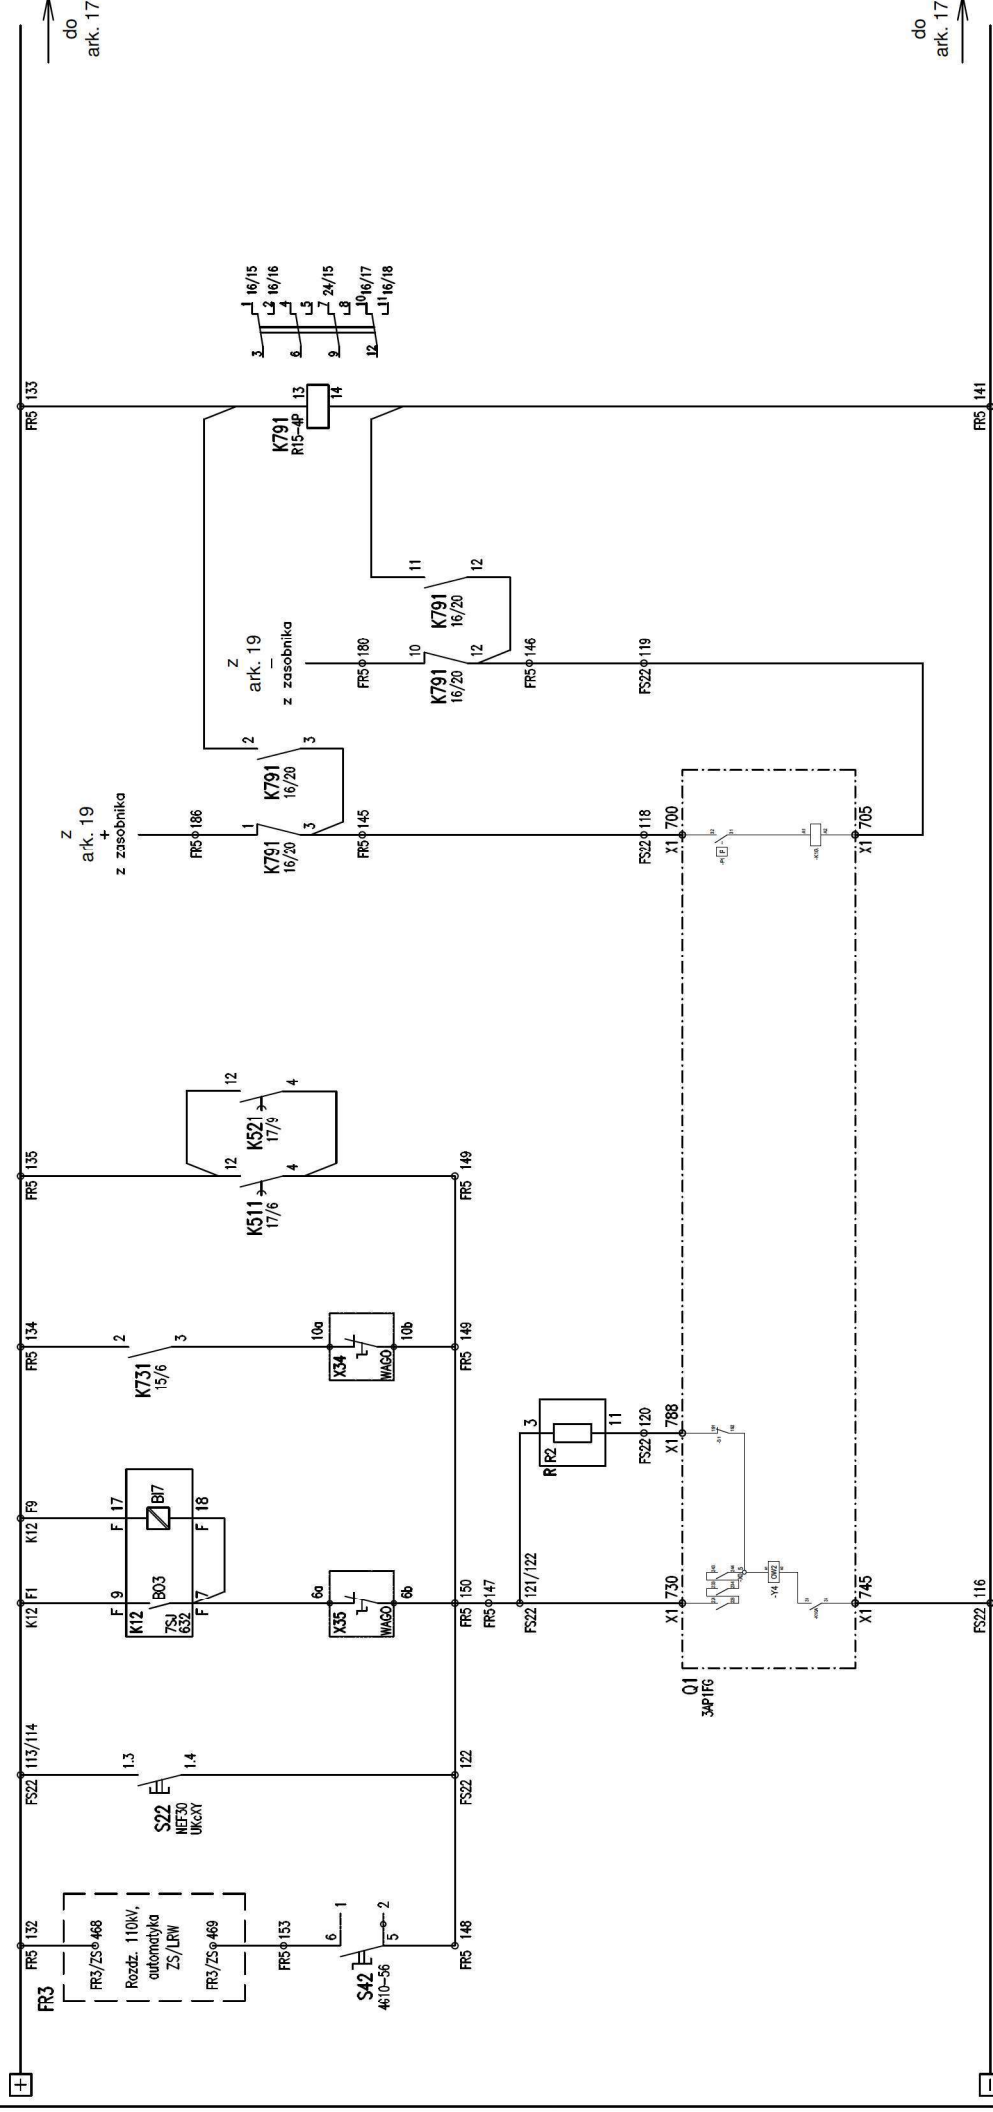 do
ark. 17
do
ark. 17
FR5 133
1 16/15
2 16/16
4
5
7 24/15
8
10 16/17
11 16/18
3
6
9
12
K791
R15-4P
13
14
FR5 141
z
ark. 19
–
z zasobnika
FR5 180
K791
16/20
10
12
K791
16/20
11
12
FR5 146
FS22 119
z
ark. 19
+
z zasobnika
FR5 186
K791
16/20
1
3
K791
16/20
2
3
FR5 145
FS22 118
X1 700
X1 705
FR5 135
K511
17/6
12
4
K521
17/9
12
4
FR5 149
FR5 134
K731
15/6
2
3
X34
10a
10b
WAGO
FR5 149
K12 F9
K12 F1
F 17
BI7
F 18
F 9
BO3
F 7
K12
7SJ
632
X35
6a
6b
WAGO
FR5 150
FR5 147
FS22 121/122
R R2
3
11
FS22 120
X1 788
X1 730
-Y4
X1 745
FS22 116
Q1
3AP1FG
FS22 113/114
S22
NEF30
UKcXY
1.3
1.4
FS22 122
FR5 132
FR3
FR3/ZS 468
Rozdz. 110kV,
automatyka
ZS/LRW
FR3/ZS 469
FR5 153
S42
4G10-56
6
1
5
2
FR5 148
+
–